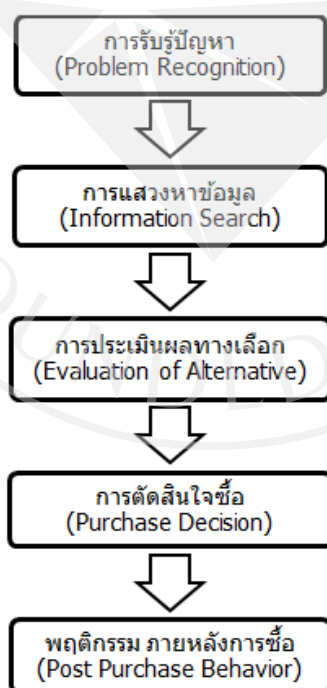 การรับรู้ปัญหา
(Problem Recognition)
การแสวงหาข้อมูล
(Information Search)
การประเมินผลทางเลือก
(Evaluation of Alternative)
การตัดสินใจซื้อ
(Purchase Decision)
พฤติกรรม ภายหลังการซื้อ
(Post Purchase Behavior)